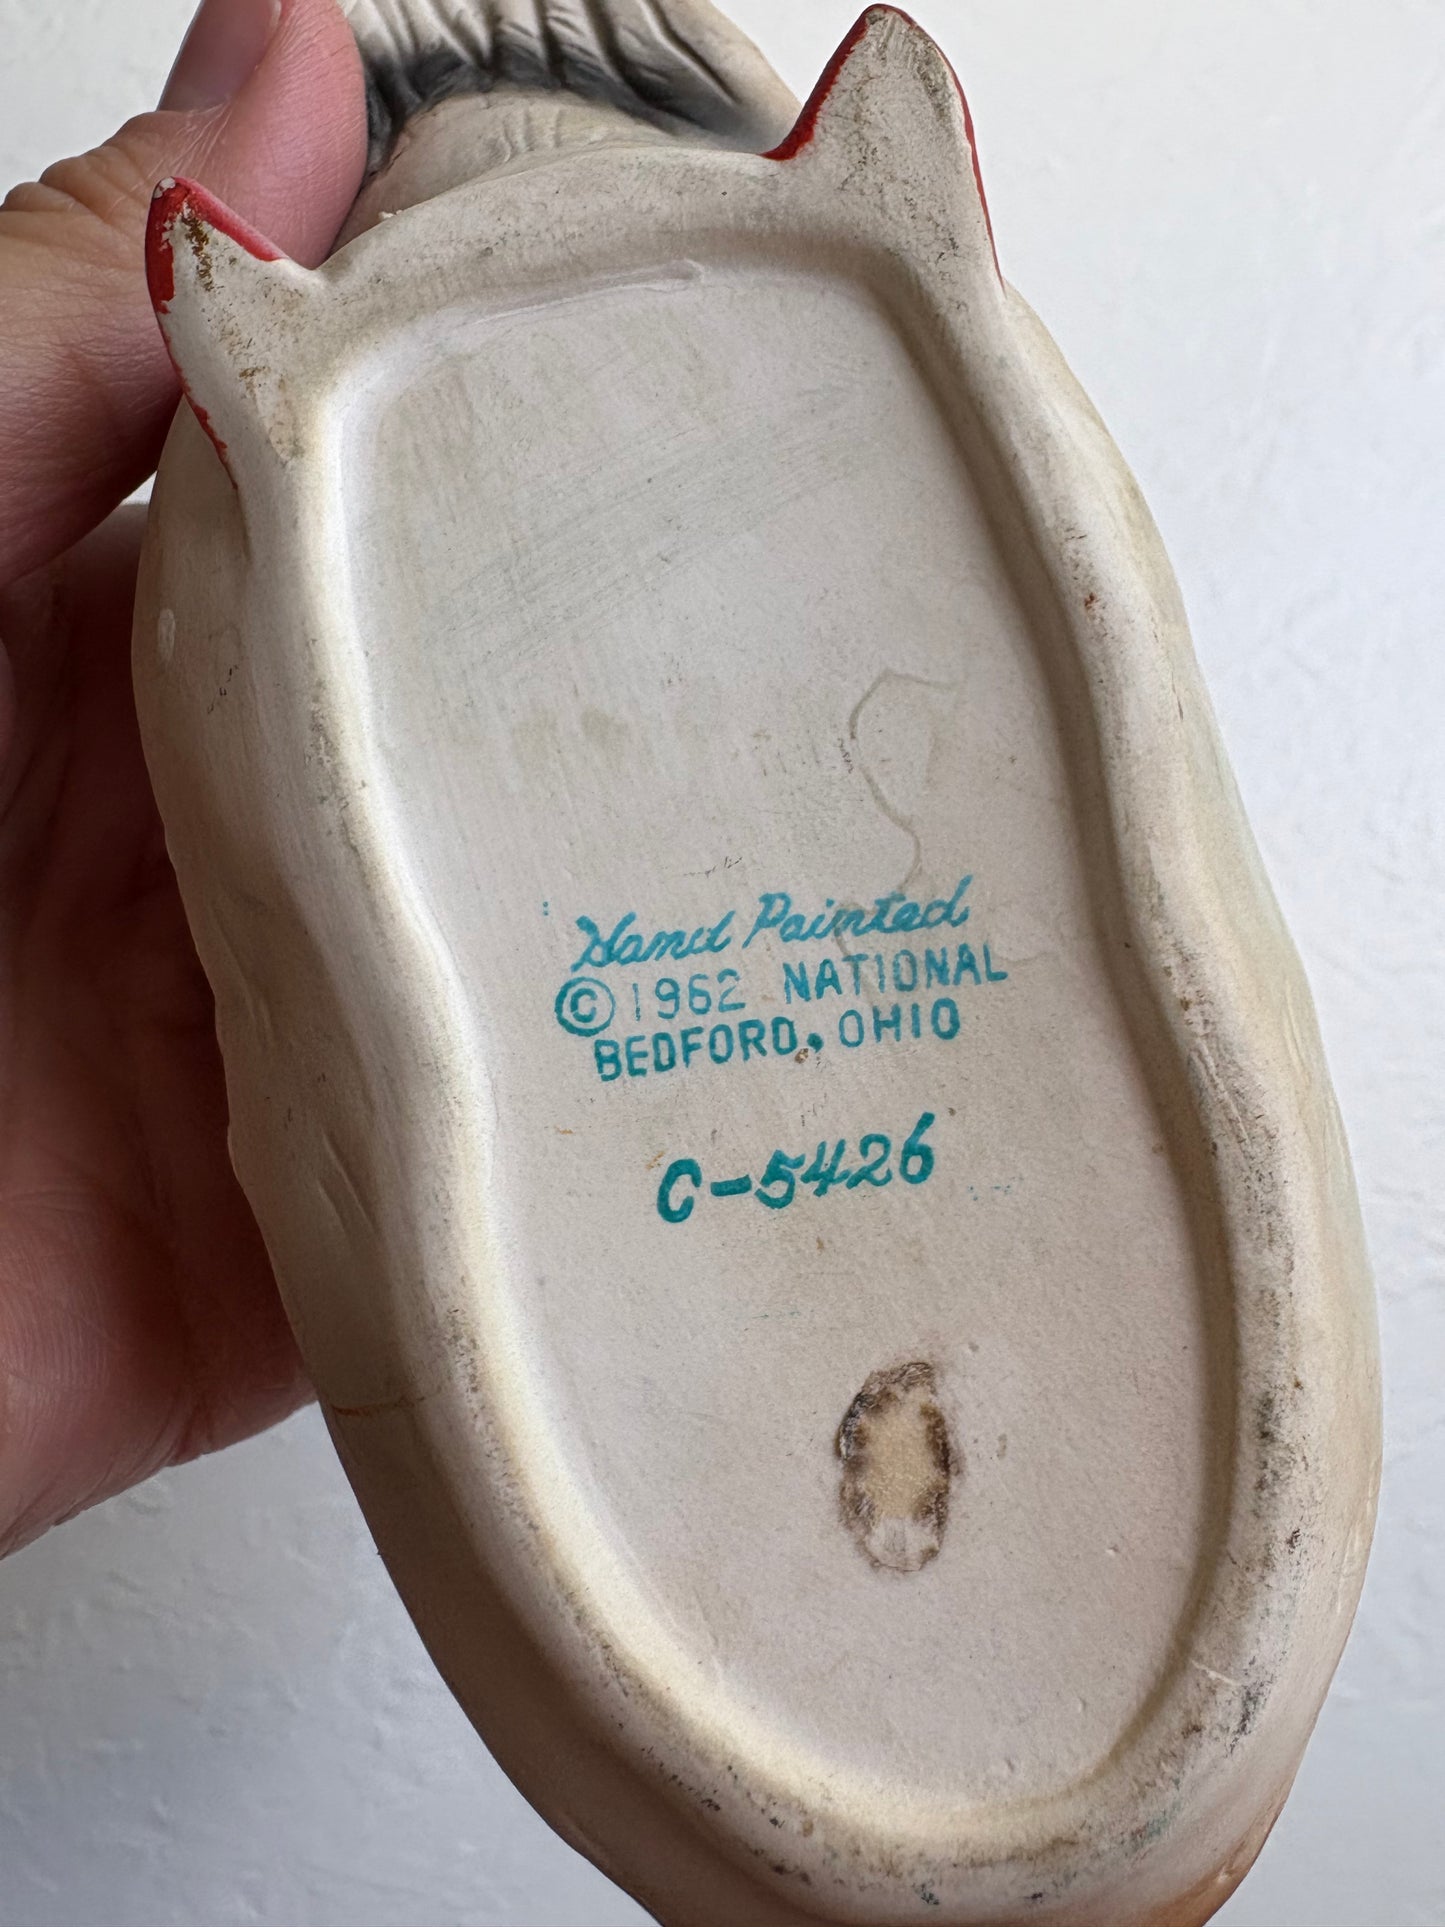 Hand Painted
© 1962 NATIONAL
BEDFORD, OHIO
C-5426